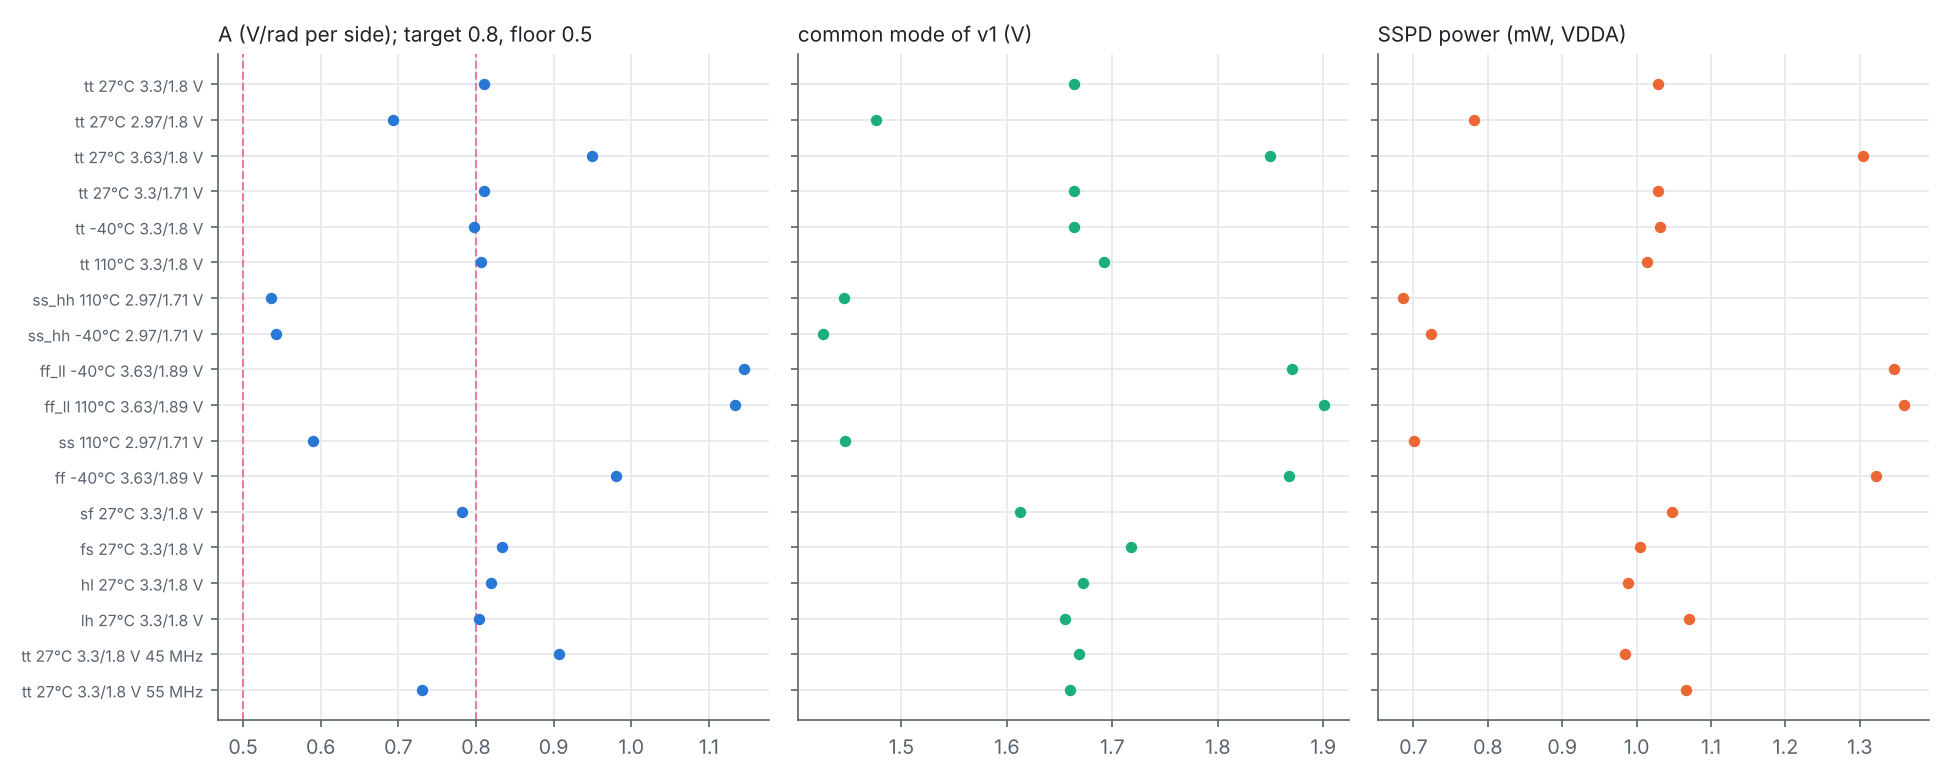 A (V/rad per side); target 0.8, floor 0.5
common mode of v1 (V)
SSPD power (mW, VDDA)
tt 27°C 3.3/1.8 V
tt 27°C 2.97/1.8 V
tt 27°C 3.63/1.8 V
tt 27°C 3.3/1.71 V
tt -40°C 3.3/1.8 V
tt 110°C 3.3/1.8 V
ss_hh 110°C 2.97/1.71 V
ss_hh -40°C 2.97/1.71 V
ff_ll -40°C 3.63/1.89 V
ff_ll 110°C 3.63/1.89 V
ss 110°C 2.97/1.71 V
ff -40°C 3.63/1.89 V
sf 27°C 3.3/1.8 V
fs 27°C 3.3/1.8 V
hl 27°C 3.3/1.8 V
lh 27°C 3.3/1.8 V
tt 27°C 3.3/1.8 V 45 MHz
tt 27°C 3.3/1.8 V 55 MHz
0.5 0.6 0.7 0.8 0.9 1.0 1.1
1.5 1.6 1.7 1.8 1.9
0.7 0.8 0.9 1.0 1.1 1.2 1.3